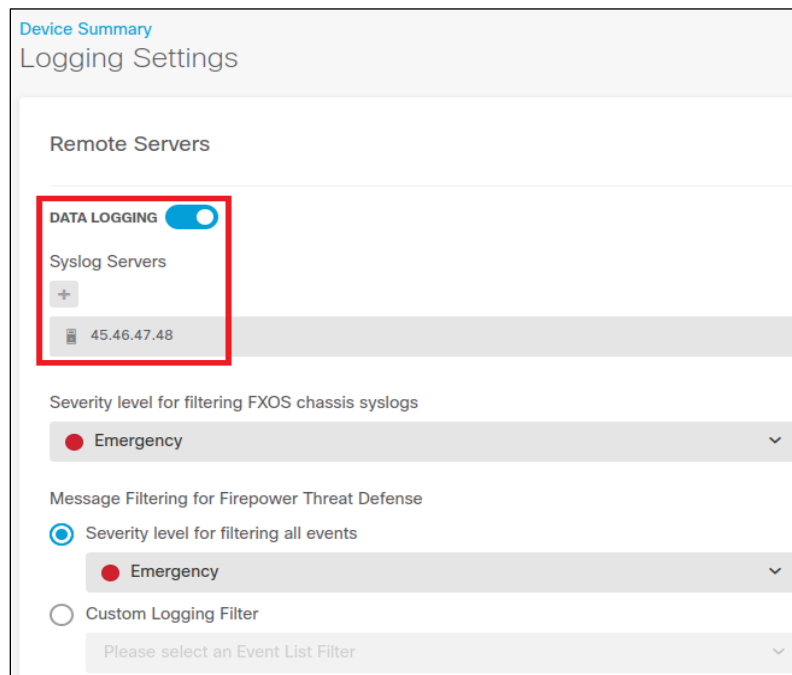 Device Summary
Logging Settings
Remote Servers
DATA LOGGING
Syslog Servers
45.46.47.48
Severity level for filtering FXOS chassis syslogs
Emergency
Message Filtering for Firepower Threat Defense
Severity level for filtering all events
Emergency
Custom Logging Filter
Please select an Event List Filter